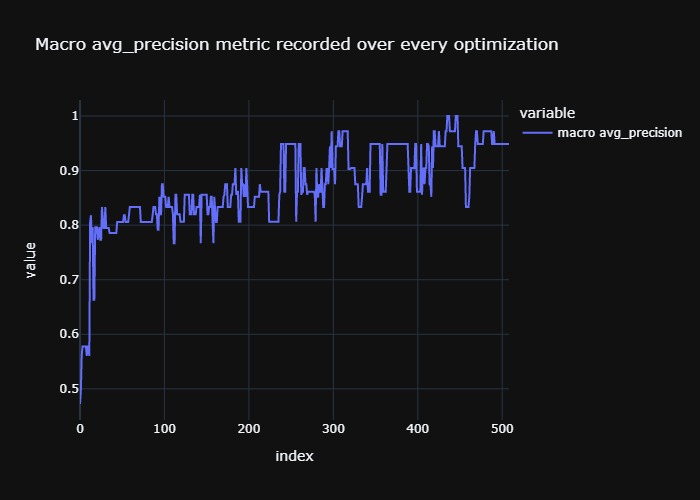 Macro avg_precision metric recorded over every optimization
variable
macro avg_precision
1
0.9
0.8
0.7
0.6
0.5
value
0 100 200 300 400 500
index